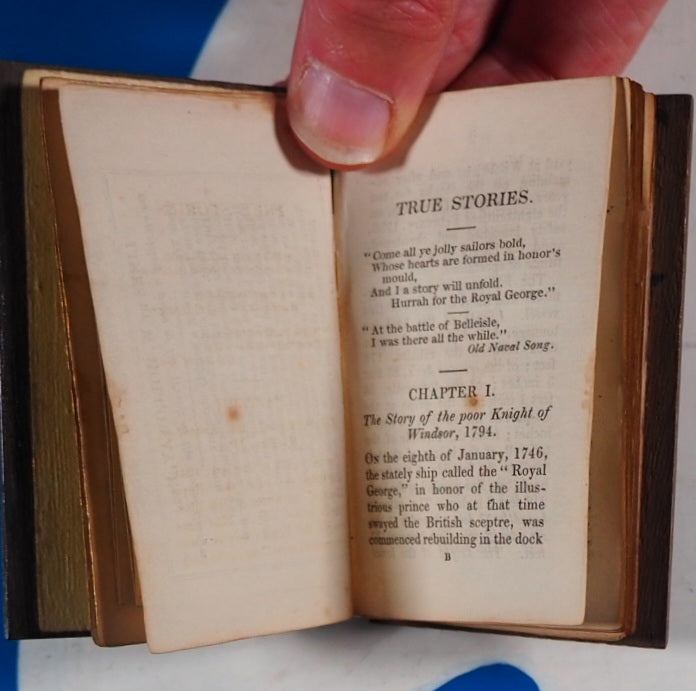 TRUE STORIES.
"Come all ye jolly sailors bold,
Whose hearts are formed in honor's
mould,
And I a story will unfold.
Hurrah for the Royal George."
"At the battle of Belleisle,
I was there all the while."
Old Naval Song.
CHAPTER I.
The Story of the poor Knight of
Windsor, 1794.
On the eighth of January, 1746,
the stately ship called the "Royal
George," in honor of the illus-
trious prince who at that time
swayed the British sceptre, was
commenced rebuilding in the dock
B